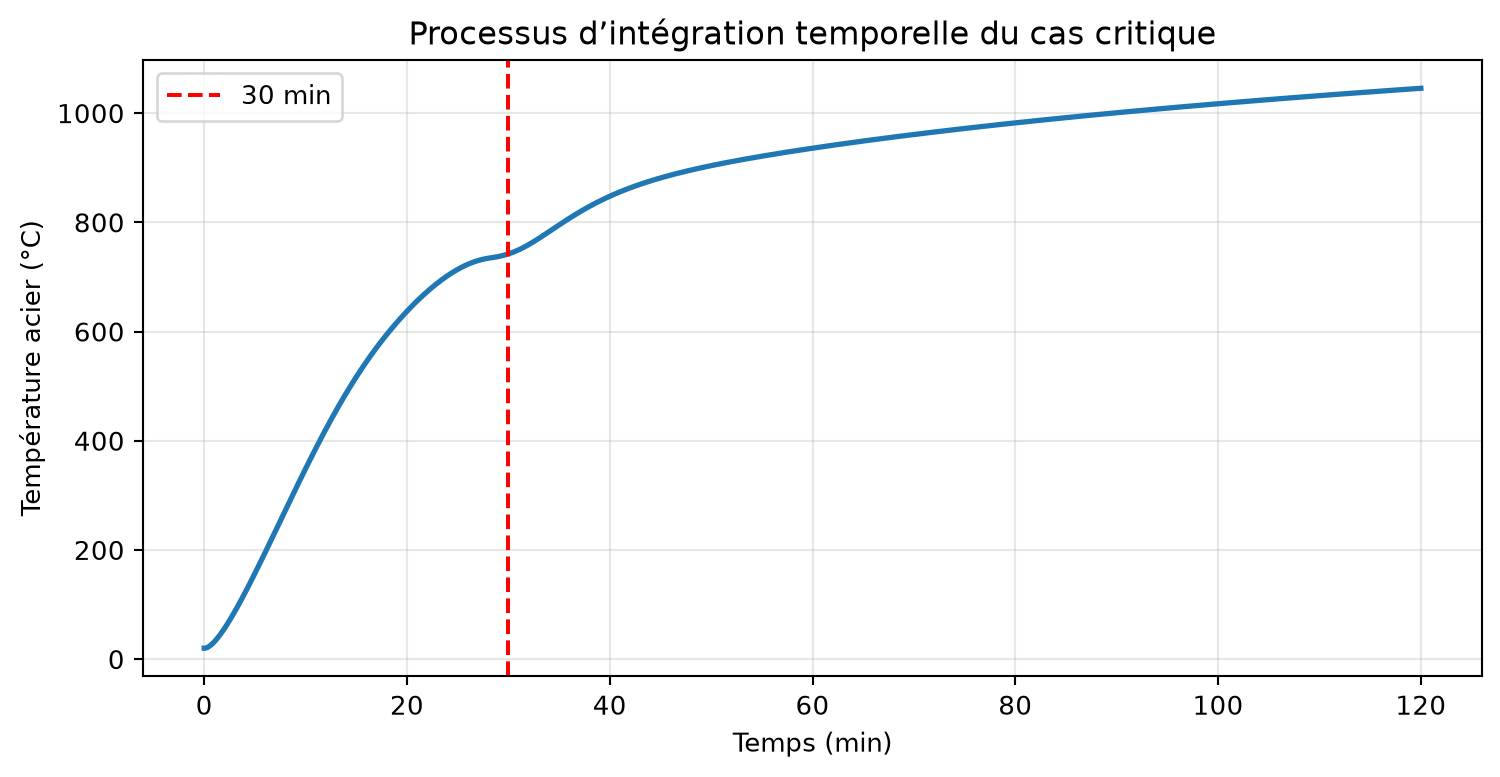 Processus d’intégration temporelle du cas critique
30 min
Température acier (°C)
1000
800
600
400
200
0
0 20 40 60 80 100 120
Temps (min)